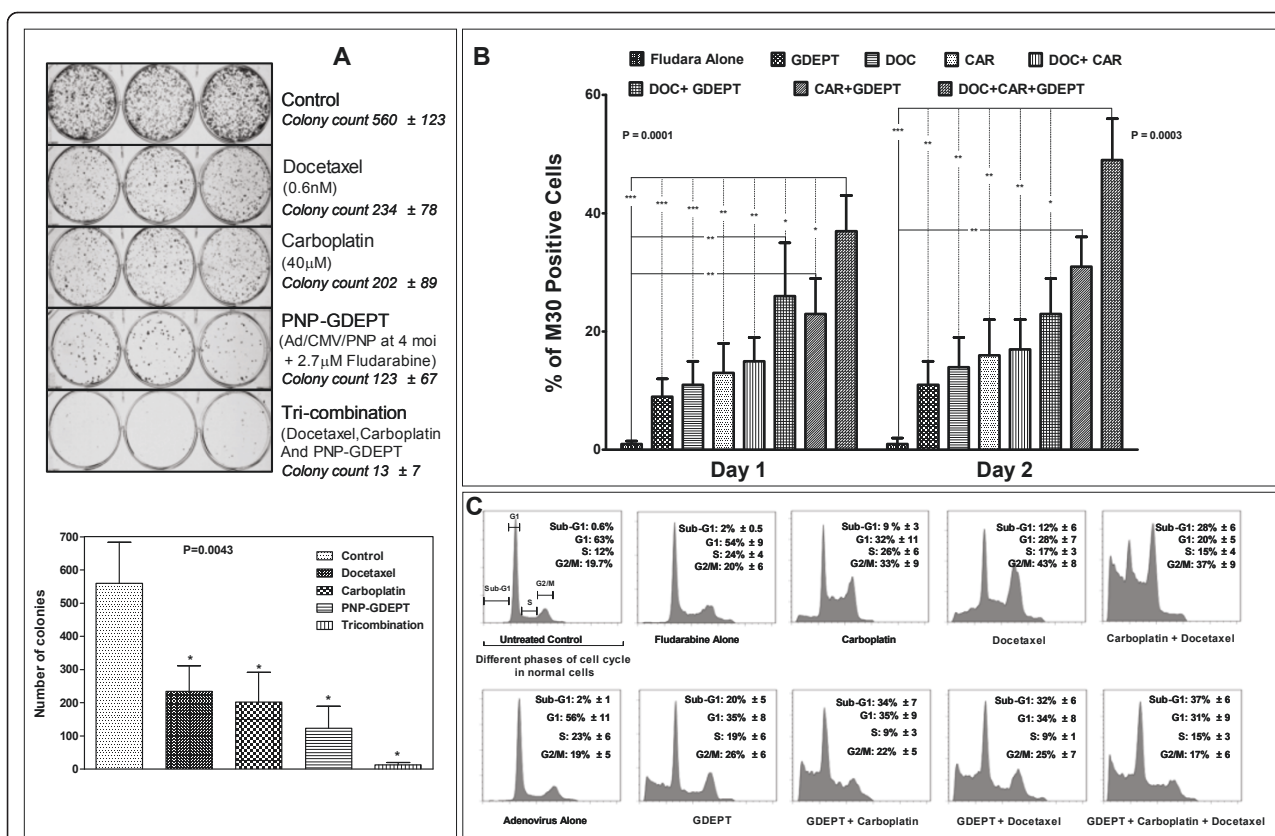 A
Control
Colony count 560 ± 123
Docetaxel
(0.6nM)
Colony count 234 ± 78
Carboplatin
(40μM)
Colony count 202 ± 89
PNP-GDEPT
(Ad/CMV/PNP at 4 moi
+ 2.7μM Fludarabine)
Colony count 123 ± 67
Tri-combination
(Docetaxel,Carboplatin
And PNP-GDEPT
Colony count 13 ± 7
700
600
500
400
300
200
100
0
Number of colonies
P=0.0043
* * * *
Control
Docetaxel
Carboplatin
PNP-GDEPT
Tricombination
B
Fludara Alone GDEPT DOC CAR DOC+ CAR
DOC+ GDEPT CAR+GDEPT DOC+CAR+GDEPT
60
40
20
0
% of M30 Positive Cells
P = 0.0001
*** *** *** ** ** * *
**
**
P = 0.0003
*** ** ** ** ** *
**
Day 1 Day 2
C
G1
Sub-G1
S
G2/M
Sub-G1: 0.6%
G1: 63%
S: 12%
G2/M: 19.7%
Untreated Control
Different phases of cell cycle
in normal cells
Sub-G1: 2% ± 0.5
G1: 54% ± 9
S: 24% ± 4
G2/M: 20% ± 6
Fludarabine Alone
Sub-G1: 9 % ± 3
G1: 32% ± 11
S: 26% ± 6
G2/M: 33% ± 9
Carboplatin
Sub-G1: 12% ± 6
G1: 28% ± 7
S: 17% ± 3
G2/M: 43% ± 8
Docetaxel
Sub-G1: 28% ± 6
G1: 20% ± 5
S: 15% ± 4
G2/M: 37% ± 9
Carboplatin + Docetaxel
Sub-G1: 2% ± 1
G1: 56% ± 11
S: 23% ± 6
G2/M: 19% ± 5
Adenovirus Alone
Sub-G1: 20% ± 5
G1: 35% ± 8
S: 19% ± 6
G2/M: 26% ± 6
GDEPT
Sub-G1: 34% ± 7
G1: 35% ± 9
S: 9% ± 3
G2/M: 22% ± 5
GDEPT + Carboplatin
Sub-G1: 32% ± 6
G1: 34% ± 8
S: 9% ± 1
G2/M: 25% ± 7
GDEPT + Docetaxel
Sub-G1: 37% ± 6
G1: 31% ± 9
S: 15% ± 3
G2/M: 17% ± 6
GDEPT + Carboplatin + Docetaxel